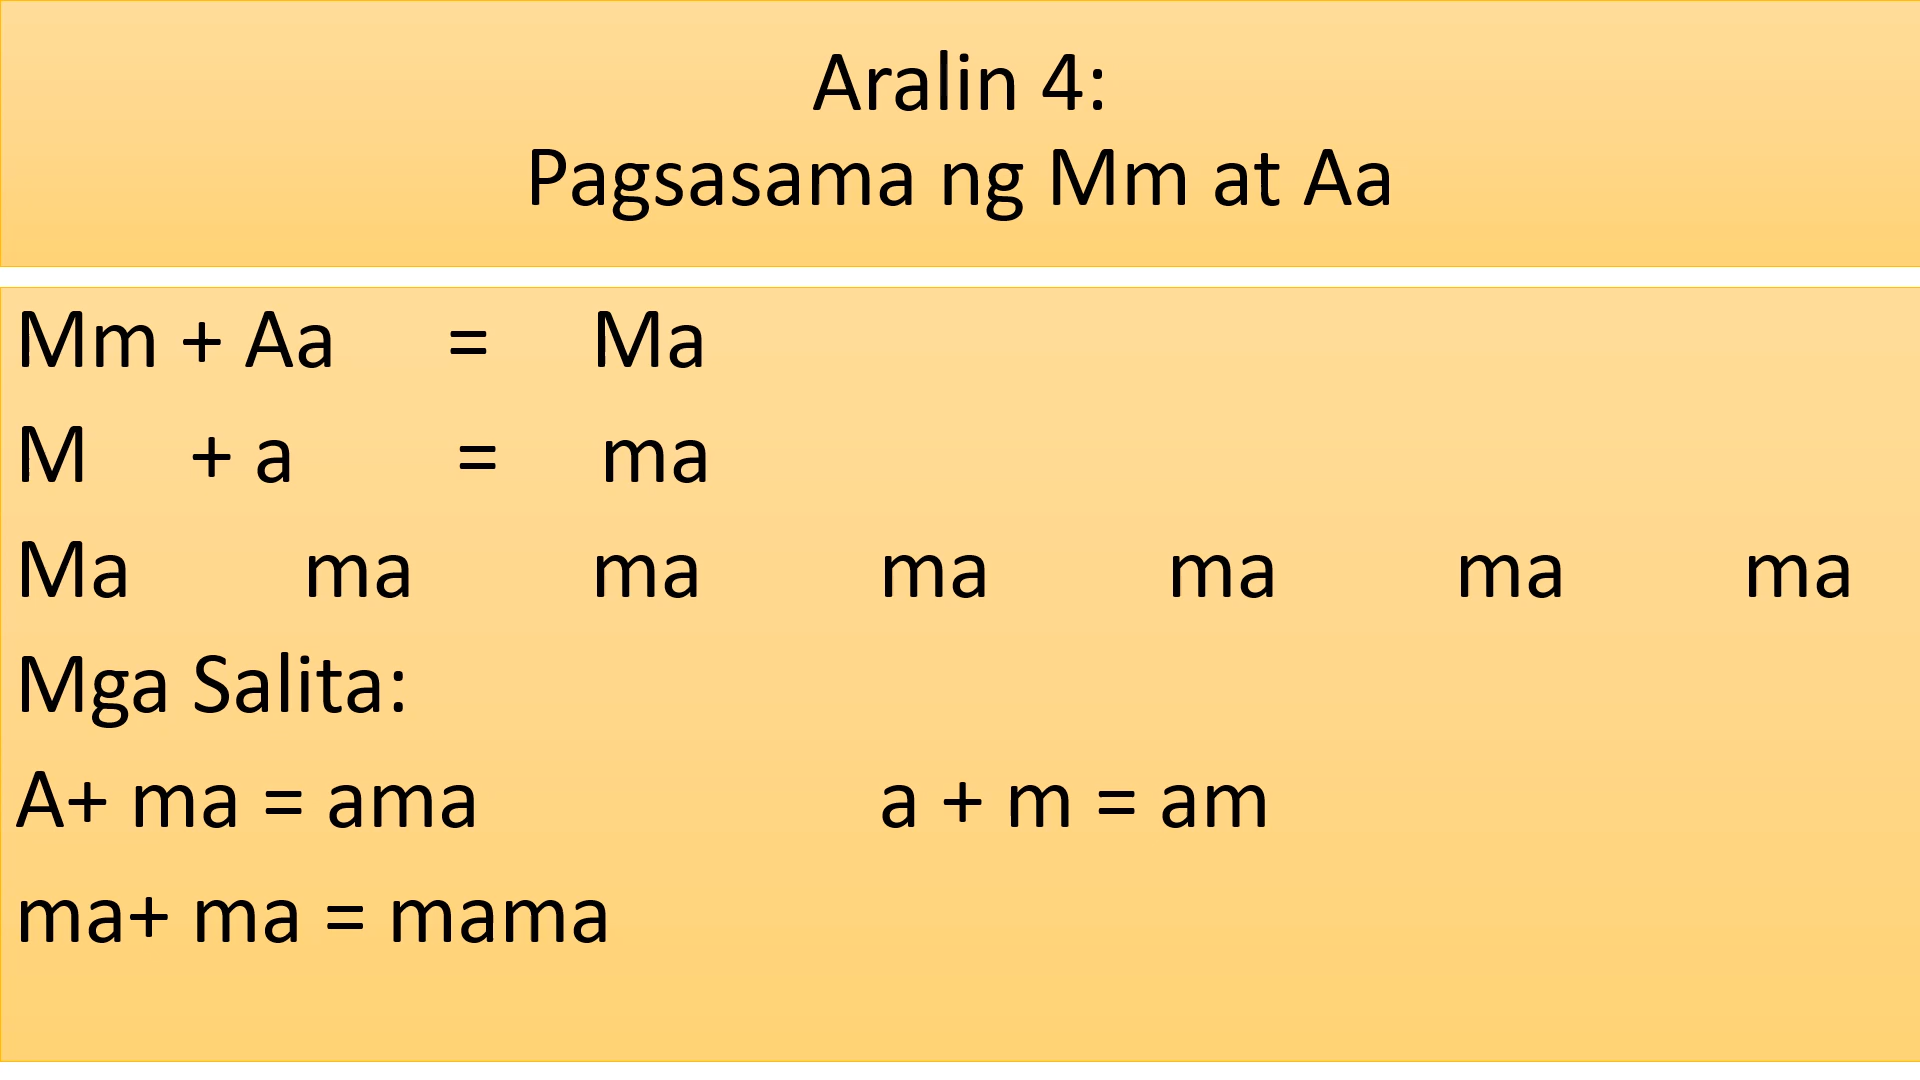 Aralin 4:
Pagsasama ng Mm at Aa
Mm + Aa = Ma
M + a = ma
Ma ma ma ma ma ma ma
Mga Salita:
A+ ma = ama a + m = am
ma+ ma = mama